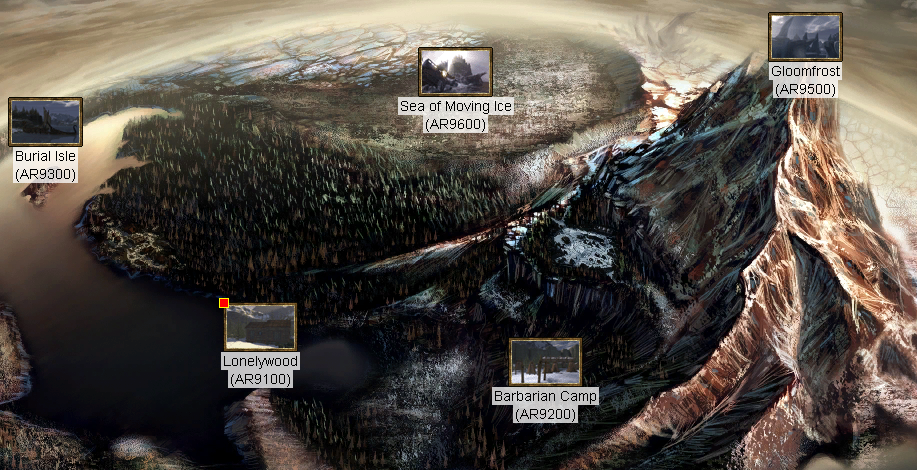 Gloomfrost
(AR9500)
Sea of Moving Ice
(AR9600)
Burial Isle
(AR9300)
Lonelywood
(AR9100)
Barbarian Camp
(AR9200)